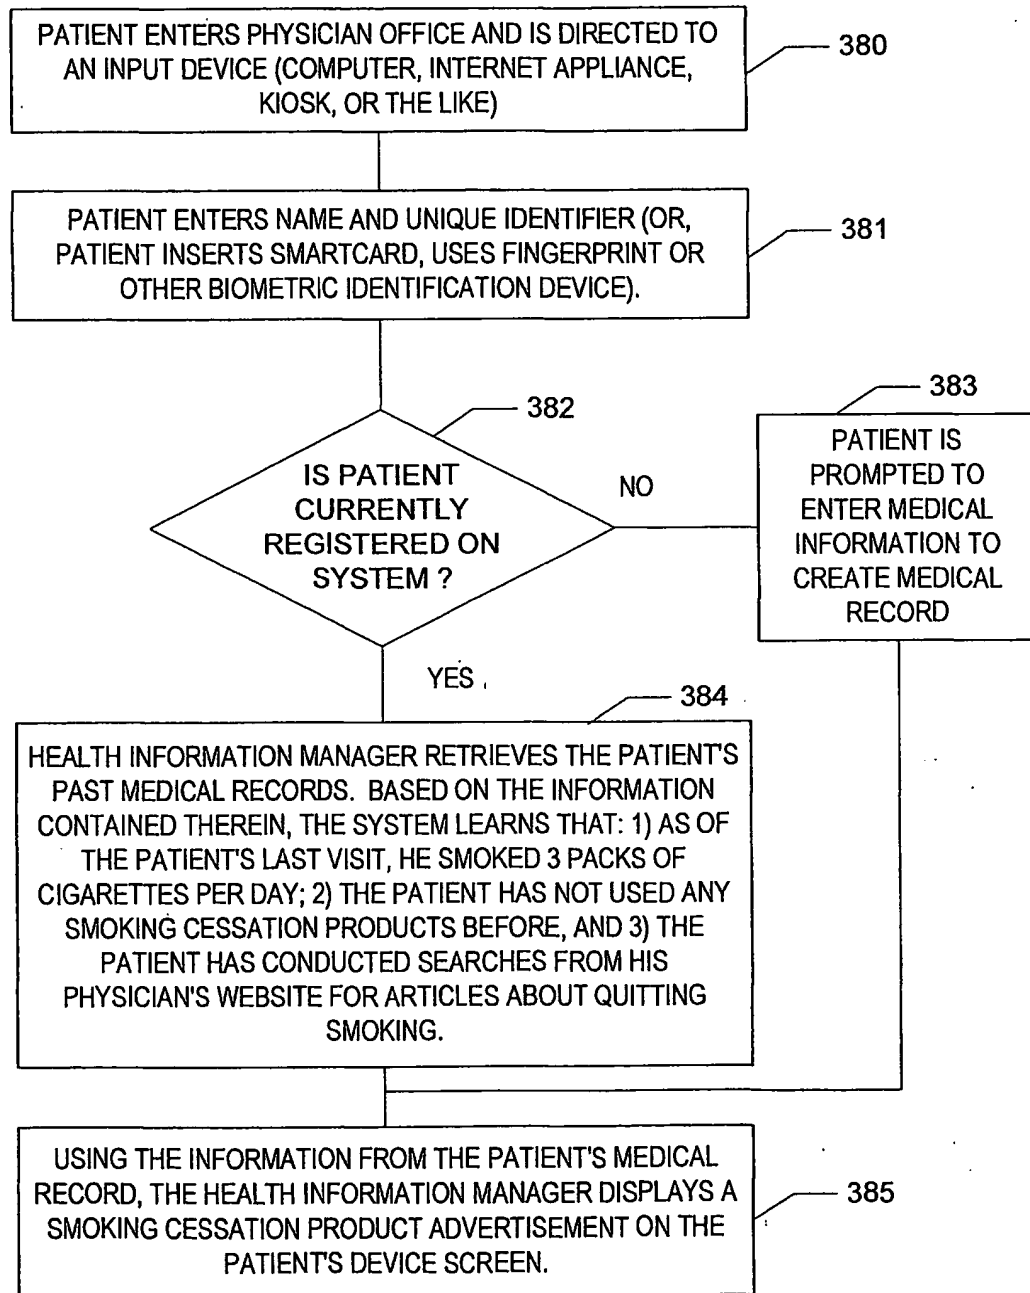 PATIENT ENTERS PHYSICIAN OFFICE AND IS DIRECTED TO
AN INPUT DEVICE (COMPUTER, INTERNET APPLIANCE,
KIOSK, OR THE LIKE)
380
PATIENT ENTERS NAME AND UNIQUE IDENTIFIER (OR,
PATIENT INSERTS SMARTCARD, USES FINGERPRINT OR
OTHER BIOMETRIC IDENTIFICATION DEVICE).
381
382
IS PATIENT
CURRENTLY
REGISTERED ON
SYSTEM ?
NO
383
PATIENT IS
PROMPTED TO
ENTER MEDICAL
INFORMATION TO
CREATE MEDICAL
RECORD
YES
384
HEALTH INFORMATION MANAGER RETRIEVES THE PATIENT'S
PAST MEDICAL RECORDS. BASED ON THE INFORMATION
CONTAINED THEREIN, THE SYSTEM LEARNS THAT: 1) AS OF
THE PATIENT'S LAST VISIT, HE SMOKED 3 PACKS OF
CIGARETTES PER DAY; 2) THE PATIENT HAS NOT USED ANY
SMOKING CESSATION PRODUCTS BEFORE, AND 3) THE
PATIENT HAS CONDUCTED SEARCHES FROM HIS
PHYSICIAN'S WEBSITE FOR ARTICLES ABOUT QUITTING
SMOKING.
USING THE INFORMATION FROM THE PATIENT'S MEDICAL
RECORD, THE HEALTH INFORMATION MANAGER DISPLAYS A
SMOKING CESSATION PRODUCT ADVERTISEMENT ON THE
PATIENT'S DEVICE SCREEN.
385